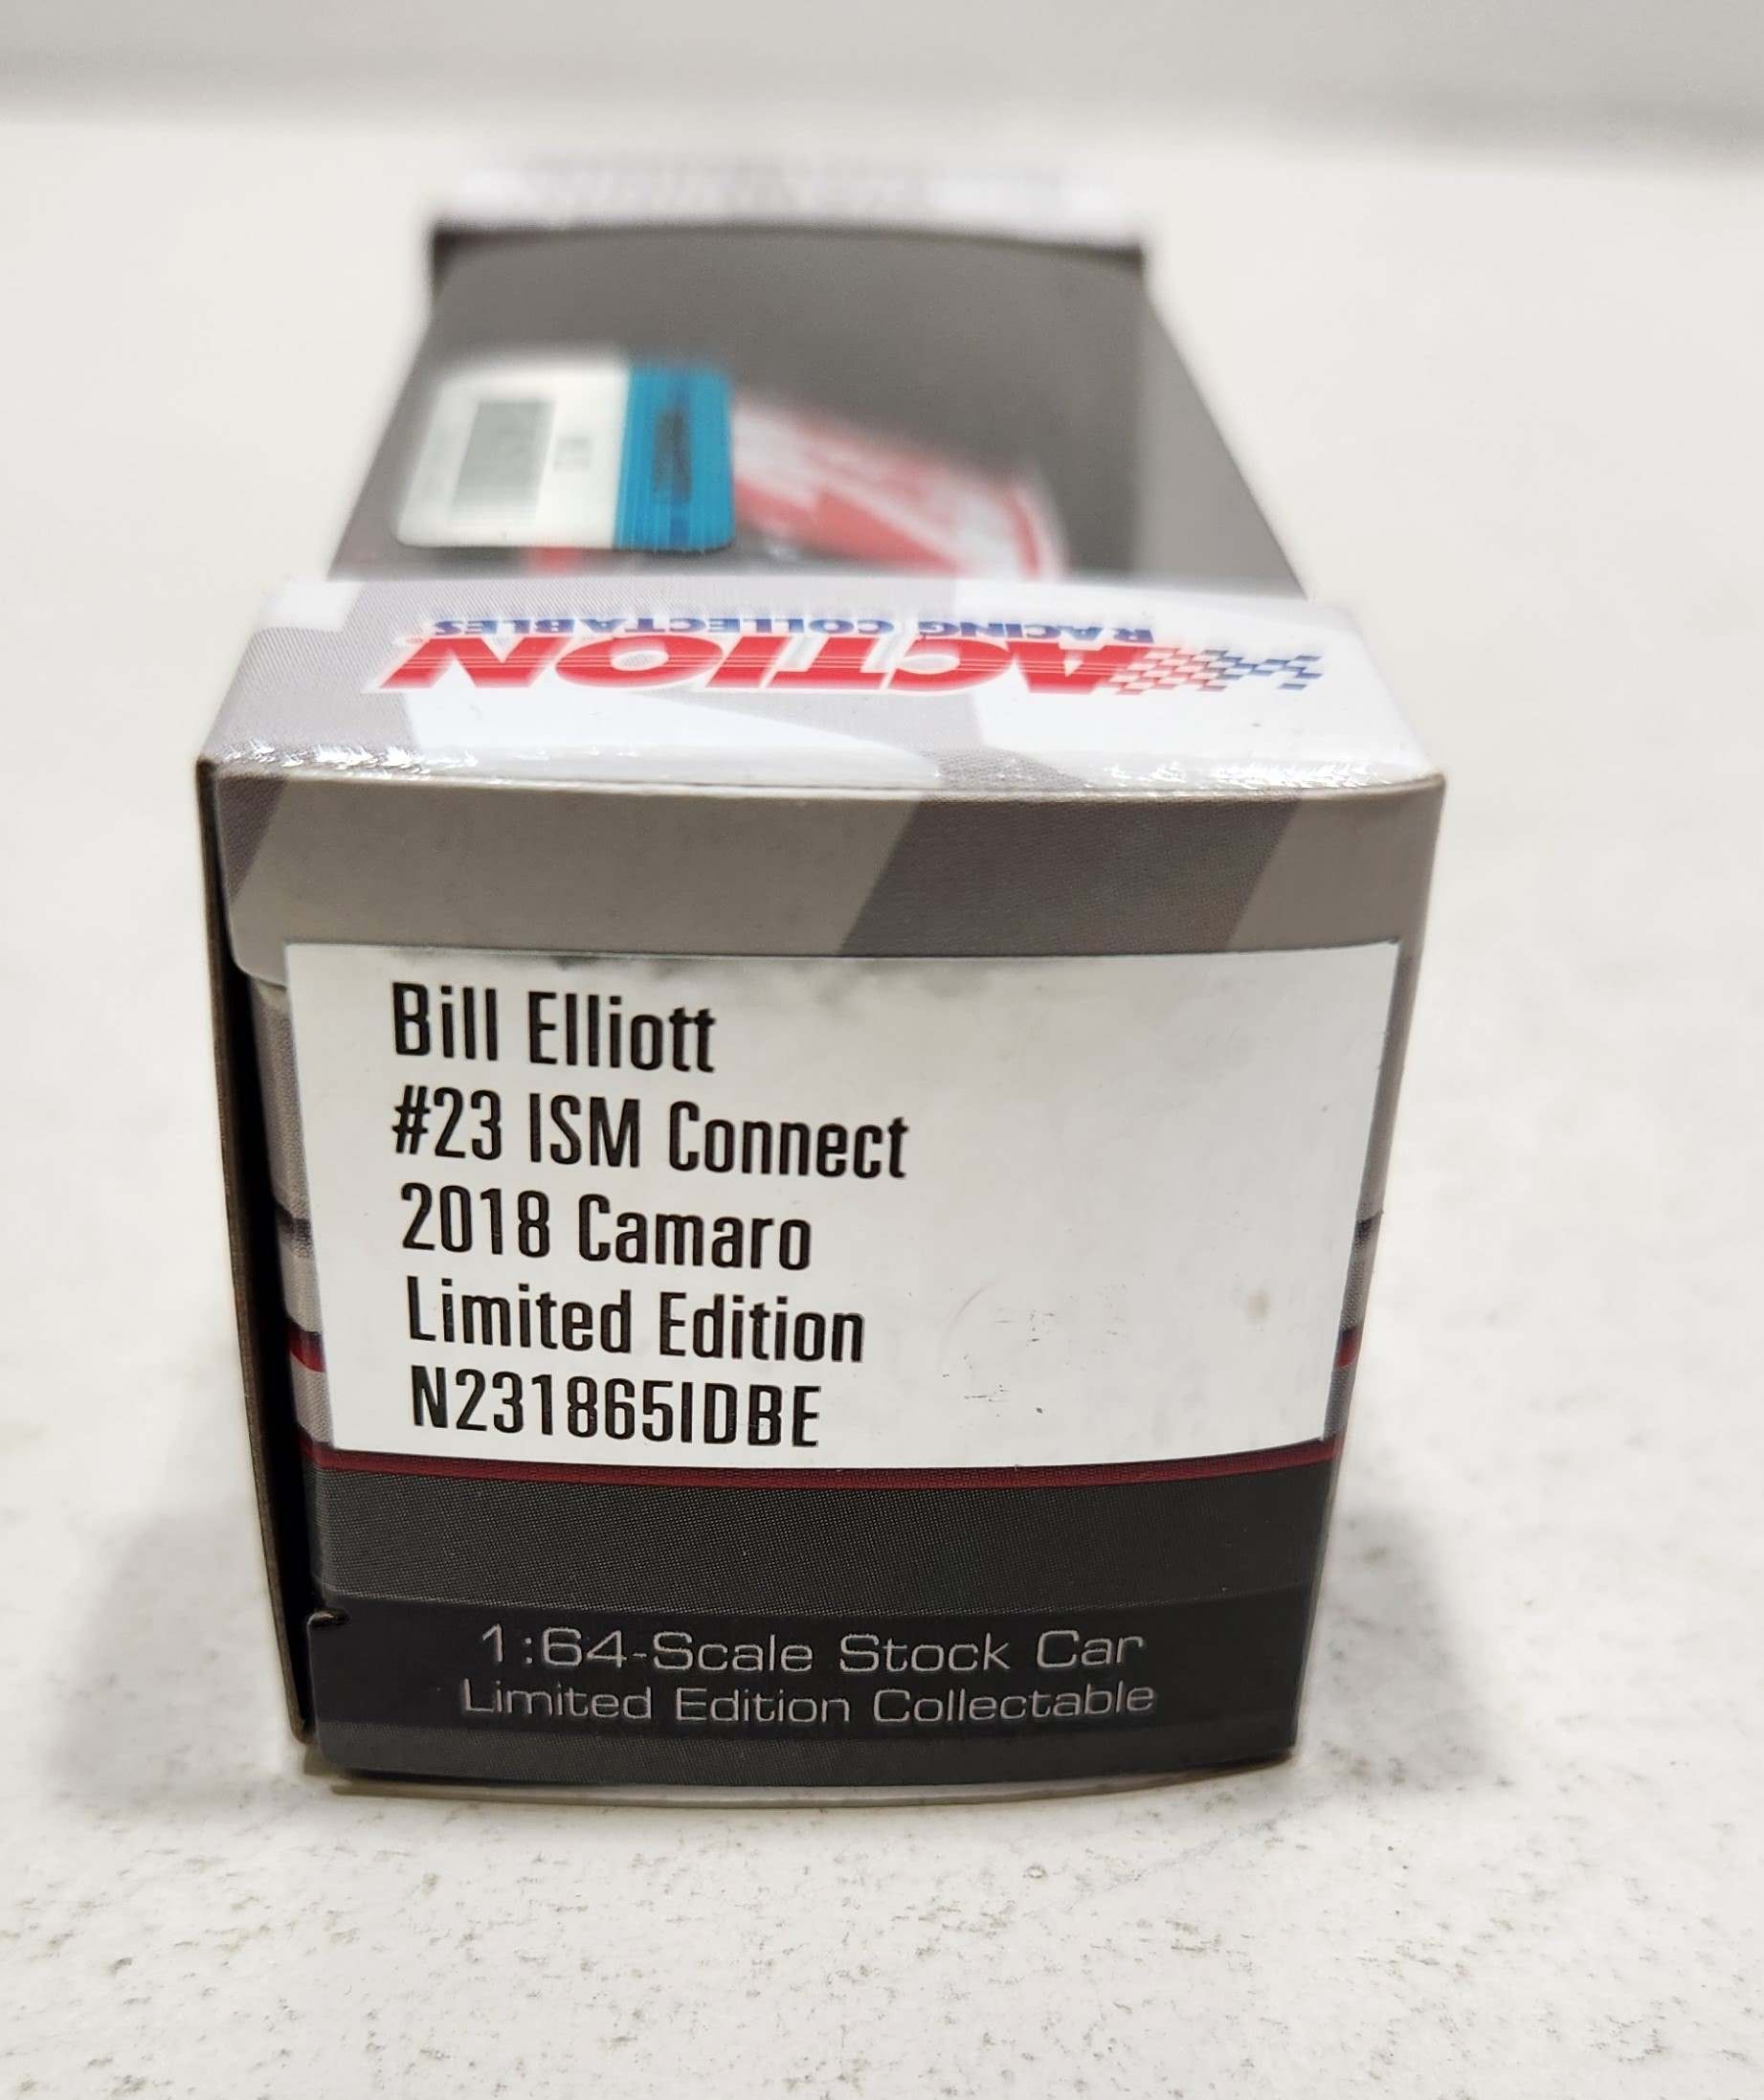 ACTION
RACING COLLECTABLES
Bill Elliott
#23 ISM Connect
2018 Camaro
Limited Edition
N231865IDBE
1:64-Scale Stock Car
Limited Edition Collectable